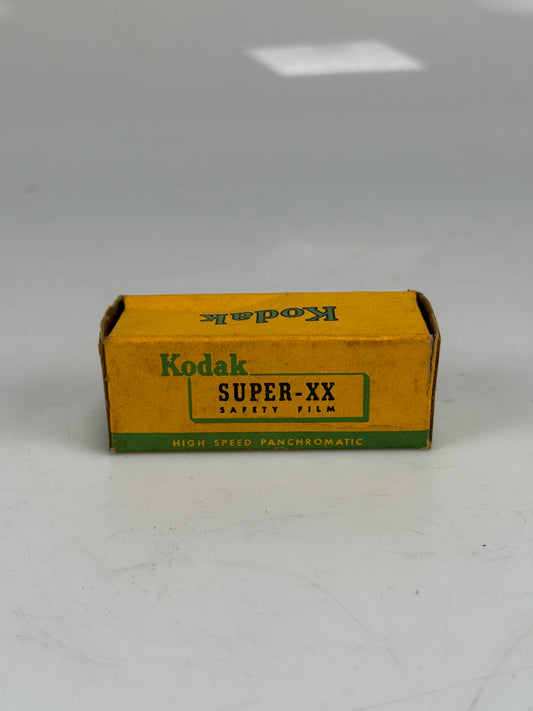 Kodak
Kodak
SUPER-XX
SAFETY FILM
HIGH SPEED PANCHROMATIC